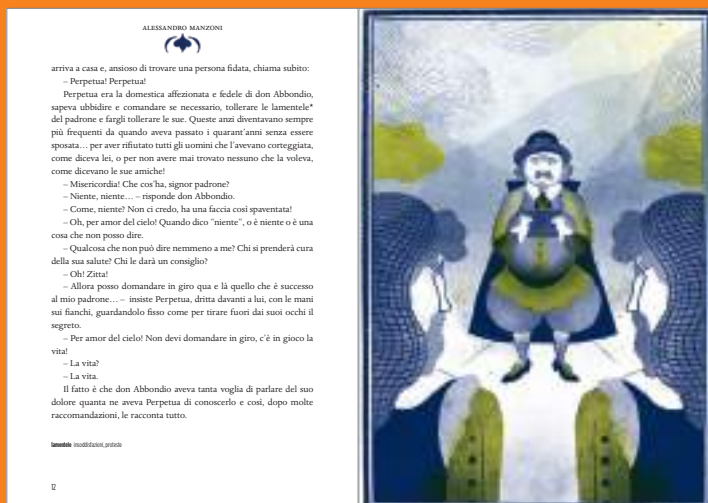 ALESSANDRO MANZONI
arriva a casa e, ansioso di trovare una persona fidata, chiama subito:
– Perpetua! Perpetua!
Perpetua era la domestica affezionata e fedele di don Abbondio,
sapeva ubbidire e comandare se necessario, tollerare le lamentele*
del padrone e fargli tollerare le sue. Queste anzi diventavano sempre
più frequenti da quando aveva passato i quarant'anni senza essere
sposata… per aver rifiutato tutti gli uomini che l'avevano corteggiata,
come diceva lei, o per non avere mai trovato nessuno che la voleva,
come dicevano le sue amiche!
– Misericordia! Che cos'ha, signor padrone?
– Niente, niente… – risponde don Abbondio.
– Come, niente? Non ci credo, ha una faccia così spaventata!
– Oh, per amor del cielo! Quando dico "niente", o è niente o è una
cosa che non posso dire.
– Qualcosa che non può dire nemmeno a me? Chi si prenderà cura
della sua salute? Chi le darà un consiglio?
– Oh! Zitta!
– Allora posso domandare in giro qua e là quello che è successo
al mio padrone… – insiste Perpetua, dritta davanti a lui, con le mani
sui fianchi, guardandolo fisso come per tirare fuori dai suoi occhi il
segreto.
– Per amor del cielo! Non devi domandare in giro, c'è in gioco la
vita!
– La vita?
– La vita.
Il fatto è che don Abbondio aveva tanta voglia di parlare del suo
dolore quanta ne aveva Perpetua di conoscerlo e così, dopo molte
raccomandazioni, le racconta tutto.
lamentele insoddisfazioni, proteste
12